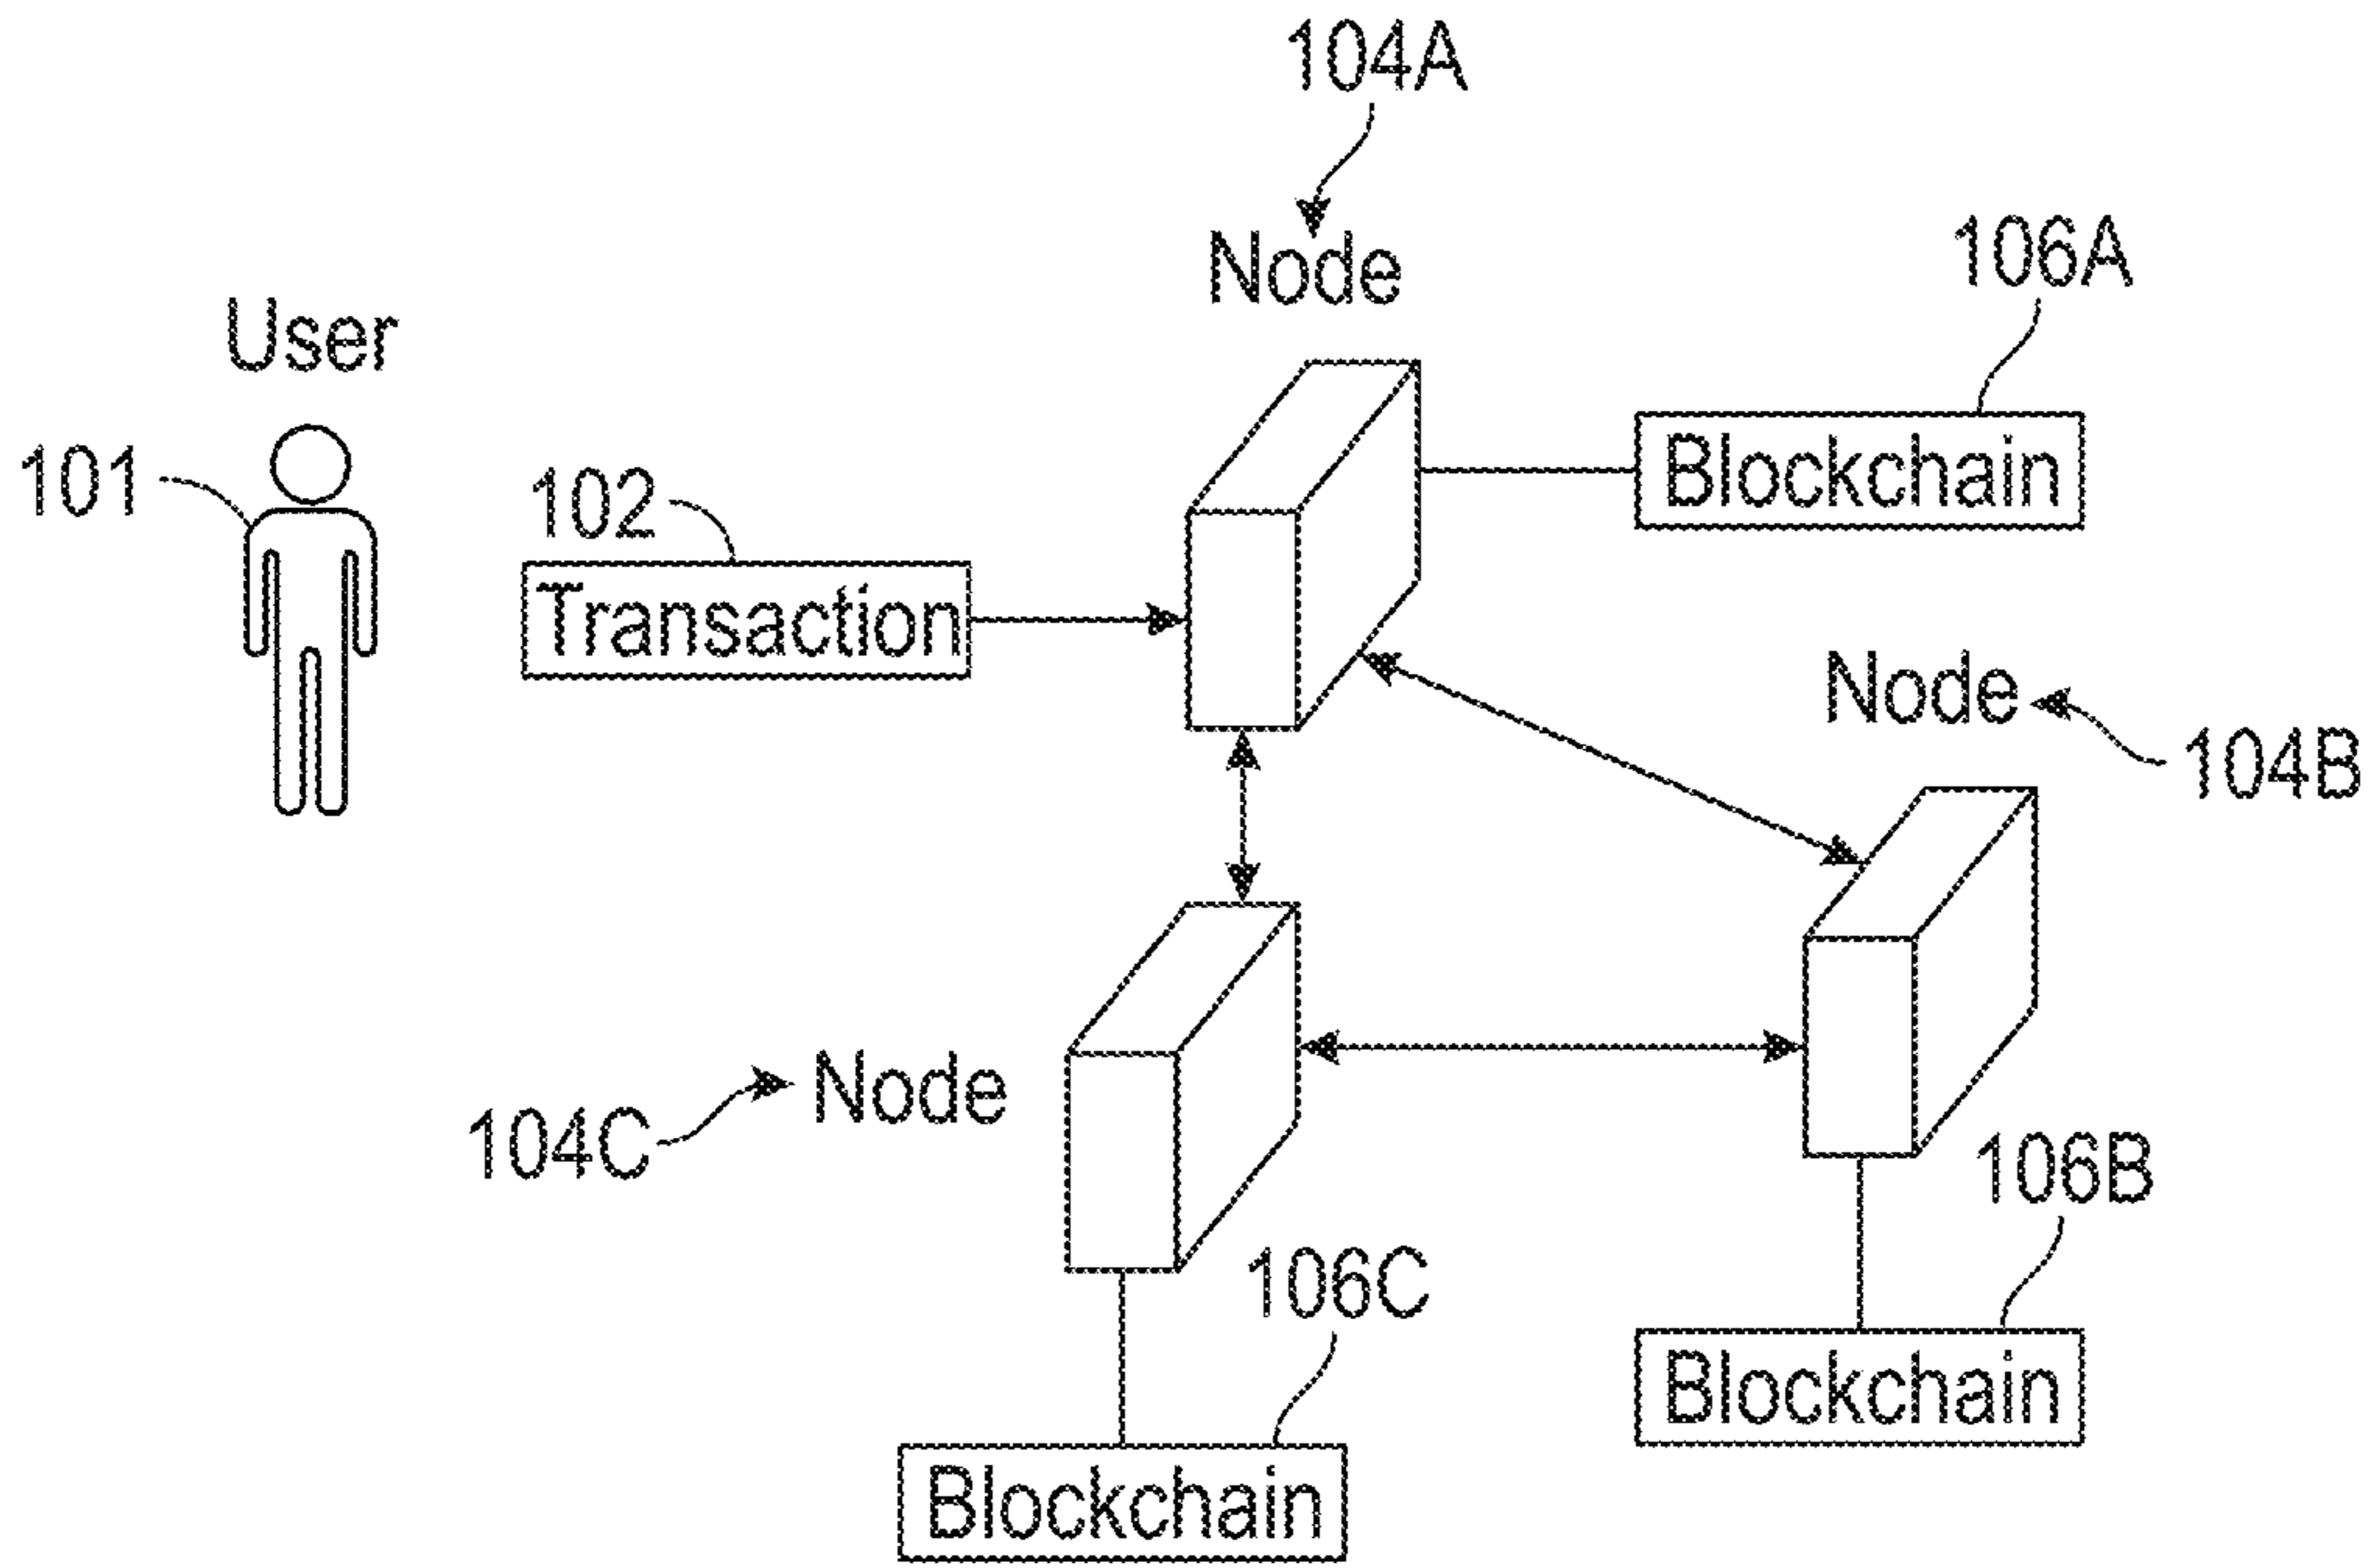 104A
Node
106A
User
Blockchain
101
102
Transaction
Node
104B
Node
104C
106B
106C
Blockchain
Blockchain